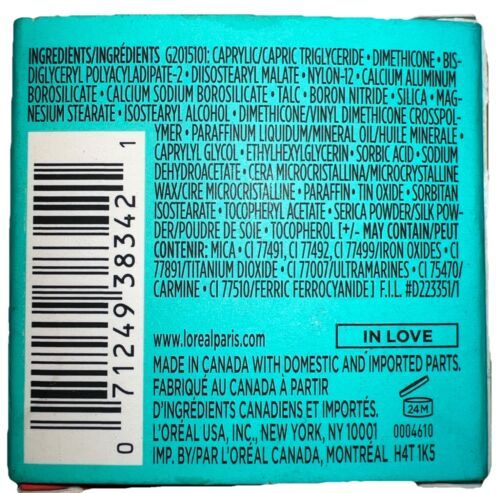 INGREDIENTS/INGRÉDIENTS G2015101: CAPRYLIC/CAPRIC TRIGLYCERIDE • DIMETHICONE • BIS-
DIGLYCERYL POLYACYLADIPATE-2 • DIISOSTEARYL MALATE • NYLON-12 • CALCIUM ALUMINUM
BOROSILICATE • CALCIUM SODIUM BOROSILICATE • TALC • BORON NITRIDE • SILICA • MAG-
NESIUM STEARATE • ISOSTEARYL ALCOHOL • DIMETHICONE/VINYL DIMETHICONE CROSSPOL-
YMER • PARAFFINUM LIQUIDUM/MINERAL OIL/HUILE MINERALE •
CAPRYLYL GLYCOL • ETHYLHEXYLGLYCERIN • SORBIC ACID • SODIUM
DEHYDROACETATE • CERA MICROCRISTALLINA/MICROCRYSTALLINE
WAX/CIRE MICROCRISTALLINE • PARAFFIN • TIN OXIDE • SORBITAN
ISOSTEARATE • TOCOPHERYL ACETATE • SERICA POWDER/SILK POW-
DER/POUDRE DE SOIE • TOCOPHEROL [+/- MAY CONTAIN/PEUT
CONTENIR: MICA • CI 77491, CI 77492, CI 77499/IRON OXIDES • CI
77891/TITANIUM DIOXIDE • CI 77007/ULTRAMARINES • CI 75470/
CARMINE • CI 77510/FERRIC FERROCYANIDE] F.I.L. #D223351/1
0 71249 38342 1
www.lorealparis.com
IN LOVE
MADE IN CANADA WITH DOMESTIC AND IMPORTED PARTS.
FABRIQUÉ AU CANADA À PARTIR
D'INGRÉDIENTS CANADIENS ET IMPORTÉS.
24M
L'ORÉAL USA, INC., NEW YORK, NY 10001 0004610
IMP. BY/PAR L'ORÉAL CANADA, MONTRÉAL H4T 1K5